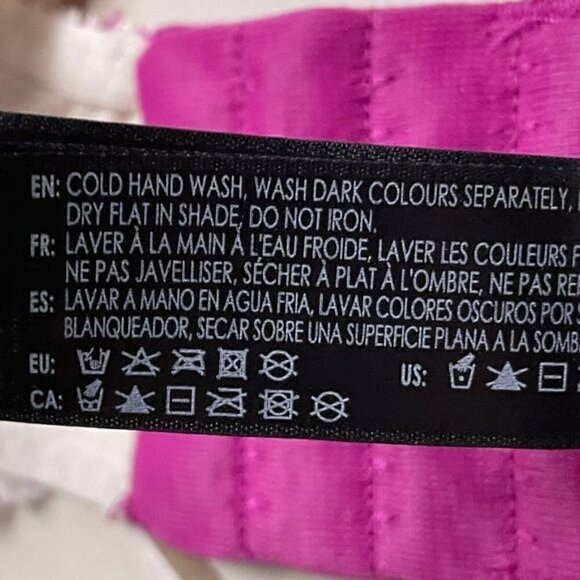 EN: COLD HAND WASH, WASH DARK COLOURS SEPARATELY,
DRY FLAT IN SHADE, DO NOT IRON.
FR: LAVER À LA MAIN À L'EAU FROIDE, LAVER LES COULEURS
NE PAS JAVELLISER, SÉCHER À PLAT À L'OMBRE, NE PAS
ES: LAVAR A MANO EN AGUA FRIA, LAVAR COLORES OSCUROS POR
BLANQUEADOR, SECAR SOBRE UNA SUPERFICIE PLANA A LA
EU:
US:
CA: